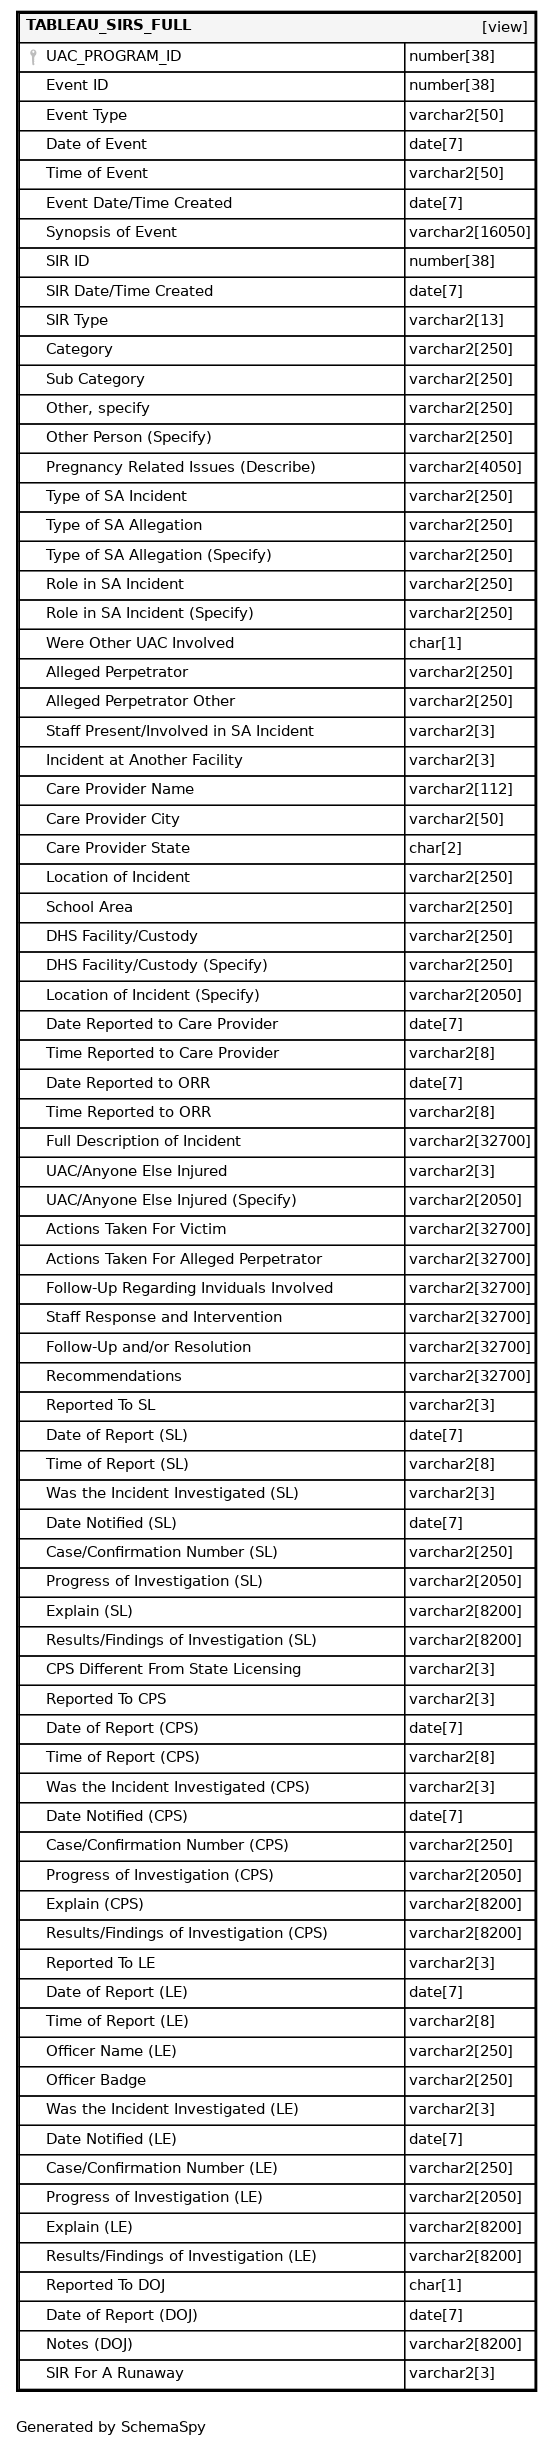 TABLEAU_SIRS_FULL [view]
UAC_PROGRAM_ID number[38]
Event ID number[38]
Event Type varchar2[50]
Date of Event date[7]
Time of Event varchar2[50]
Event Date/Time Created date[7]
Synopsis of Event varchar2[16050]
SIR ID number[38]
SIR Date/Time Created date[7]
SIR Type varchar2[13]
Category varchar2[250]
Sub Category varchar2[250]
Other, specify varchar2[250]
Other Person (Specify) varchar2[250]
Pregnancy Related Issues (Describe) varchar2[4050]
Type of SA Incident varchar2[250]
Type of SA Allegation varchar2[250]
Type of SA Allegation (Specify) varchar2[250]
Role in SA Incident varchar2[250]
Role in SA Incident (Specify) varchar2[250]
Were Other UAC Involved char[1]
Alleged Perpetrator varchar2[250]
Alleged Perpetrator Other varchar2[250]
Staff Present/Involved in SA Incident varchar2[3]
Incident at Another Facility varchar2[3]
Care Provider Name varchar2[112]
Care Provider City varchar2[50]
Care Provider State char[2]
Location of Incident varchar2[250]
School Area varchar2[250]
DHS Facility/Custody varchar2[250]
DHS Facility/Custody (Specify) varchar2[250]
Location of Incident (Specify) varchar2[2050]
Date Reported to Care Provider date[7]
Time Reported to Care Provider varchar2[8]
Date Reported to ORR date[7]
Time Reported to ORR varchar2[8]
Full Description of Incident varchar2[32700]
UAC/Anyone Else Injured varchar2[3]
UAC/Anyone Else Injured (Specify) varchar2[2050]
Actions Taken For Victim varchar2[32700]
Actions Taken For Alleged Perpetrator varchar2[32700]
Follow-Up Regarding Inviduals Involved varchar2[32700]
Staff Response and Intervention varchar2[32700]
Follow-Up and/or Resolution varchar2[32700]
Recommendations varchar2[32700]
Reported To SL varchar2[3]
Date of Report (SL) date[7]
Time of Report (SL) varchar2[8]
Was the Incident Investigated (SL) varchar2[3]
Date Notified (SL) date[7]
Case/Confirmation Number (SL) varchar2[250]
Progress of Investigation (SL) varchar2[2050]
Explain (SL) varchar2[8200]
Results/Findings of Investigation (SL) varchar2[8200]
CPS Different From State Licensing varchar2[3]
Reported To CPS varchar2[3]
Date of Report (CPS) date[7]
Time of Report (CPS) varchar2[8]
Was the Incident Investigated (CPS) varchar2[3]
Date Notified (CPS) date[7]
Case/Confirmation Number (CPS) varchar2[250]
Progress of Investigation (CPS) varchar2[2050]
Explain (CPS) varchar2[8200]
Results/Findings of Investigation (CPS) varchar2[8200]
Reported To LE varchar2[3]
Date of Report (LE) date[7]
Time of Report (LE) varchar2[8]
Officer Name (LE) varchar2[250]
Officer Badge varchar2[250]
Was the Incident Investigated (LE) varchar2[3]
Date Notified (LE) date[7]
Case/Confirmation Number (LE) varchar2[250]
Progress of Investigation (LE) varchar2[2050]
Explain (LE) varchar2[8200]
Results/Findings of Investigation (LE) varchar2[8200]
Reported To DOJ char[1]
Date of Report (DOJ) date[7]
Notes (DOJ) varchar2[8200]
SIR For A Runaway varchar2[3]
Generated by SchemaSpy